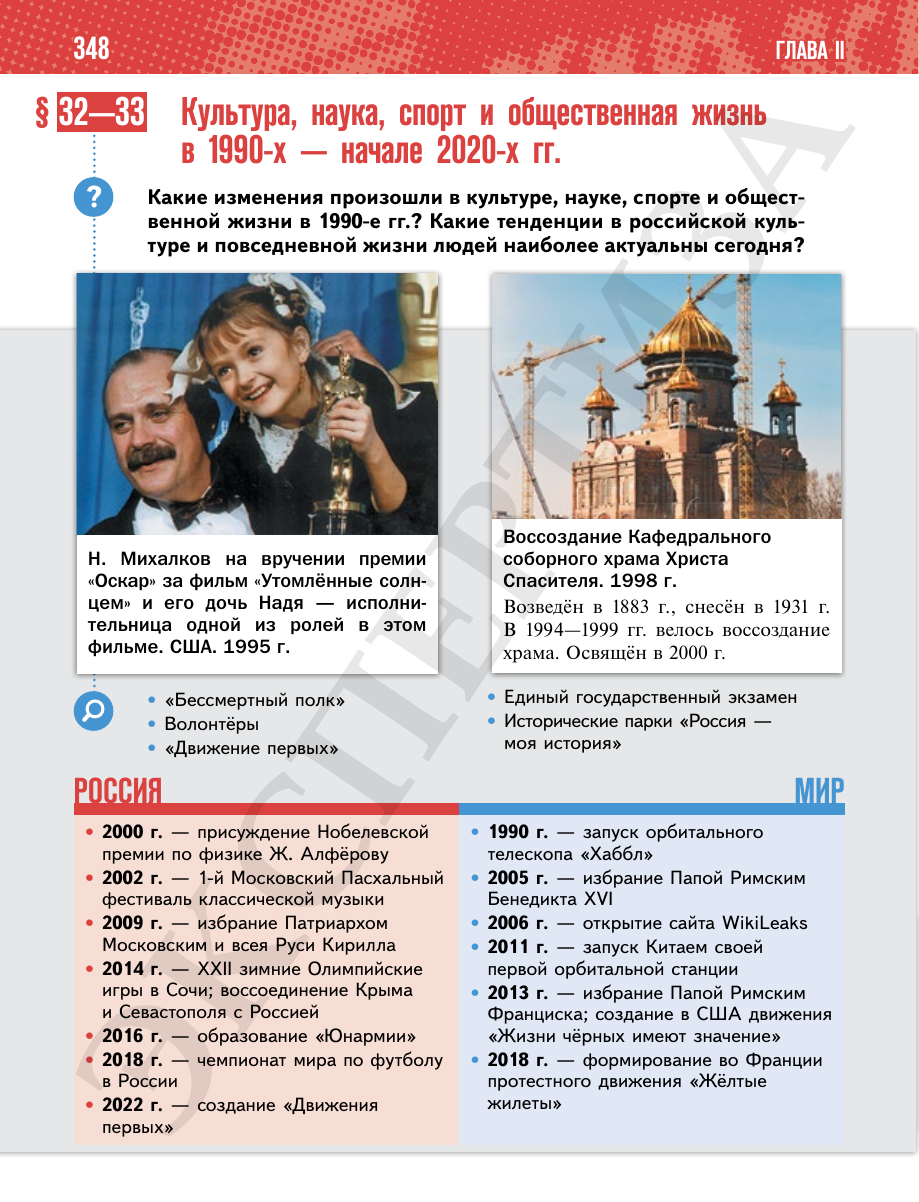 348
ГЛАВА II
§ 32—33
Культура, наука, спорт и общественная жизнь
в 1990-х — начале 2020-х гг.
?
Какие изменения произошли в культуре, науке, спорте и общест-
венной жизни в 1990-е гг.? Какие тенденции в российской куль-
туре и повседневной жизни людей наиболее актуальны сегодня?
Н. Михалков на вручении премии
«Оскар» за фильм «Утомлённые солн-
цем» и его дочь Надя — исполни-
тельница одной из ролей в этом
фильме. США. 1995 г.
Воссоздание Кафедрального
соборного храма Христа
Спасителя. 1998 г.
Возведён в 1883 г., снесён в 1931 г.
В 1994—1999 гг. велось воссоздание
храма. Освящён в 2000 г.
• «Бессмертный полк»
• Волонтёры
• «Движение первых»
• Единый государственный экзамен
• Исторические парки «Россия —
моя история»
РОССИЯ
• 2000 г. — присуждение Нобелевской
премии по физике Ж. Алфёрову
• 2002 г. — 1-й Московский Пасхальный
фестиваль классической музыки
• 2009 г. — избрание Патриархом
Московским и всея Руси Кирилла
• 2014 г. — XXII зимние Олимпийские
игры в Сочи; воссоединение Крыма
и Севастополя с Россией
• 2016 г. — образование «Юнармии»
• 2018 г. — чемпионат мира по футболу
в России
• 2022 г. — создание «Движения
первых»
МИР
• 1990 г. — запуск орбитального
телескопа «Хаббл»
• 2005 г. — избрание Папой Римским
Бенедикта XVI
• 2006 г. — открытие сайта WikiLeaks
• 2011 г. — запуск Китаем своей
первой орбитальной станции
• 2013 г. — избрание Папой Римским
Франциска; создание в США движения
«Жизни чёрных имеют значение»
• 2018 г. — формирование во Франции
протестного движения «Жёлтые
жилеты»
ЭКСПЕРТИЗА